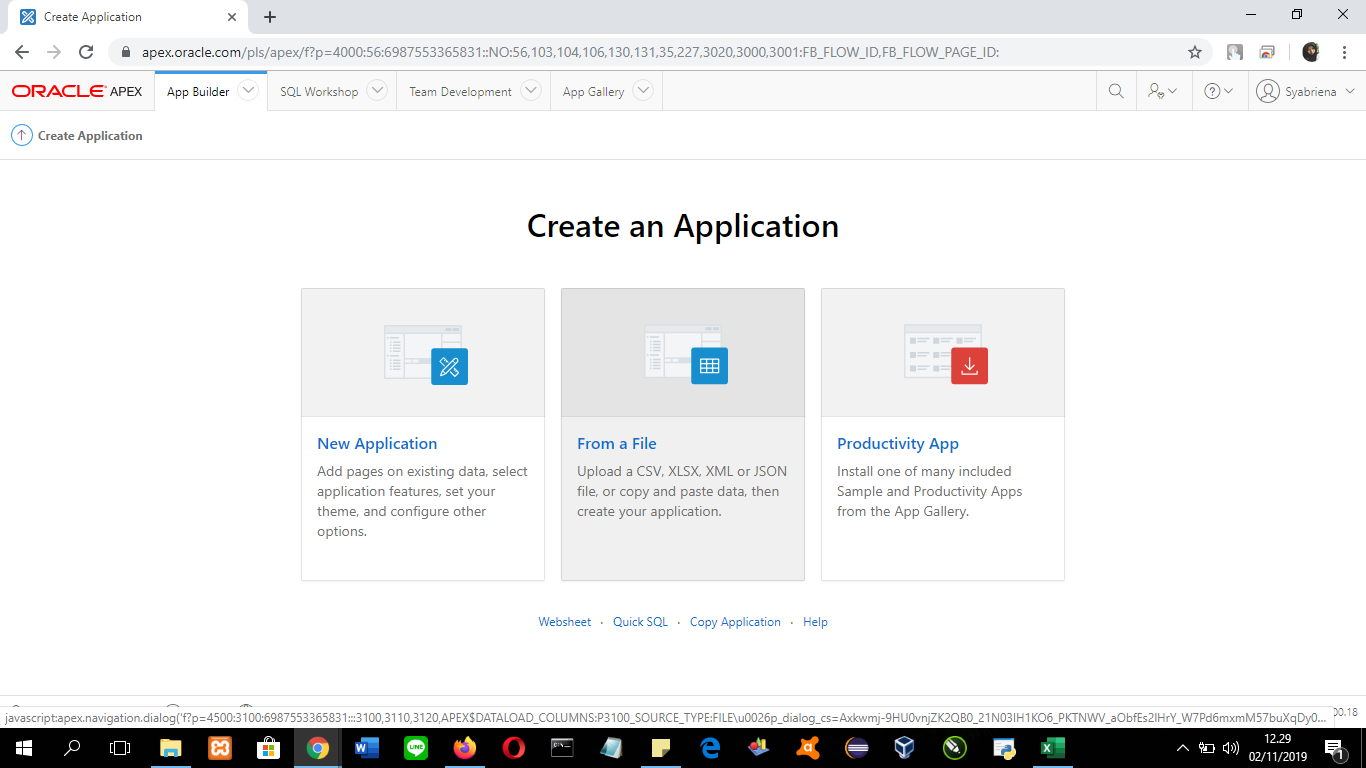 Create Application
apex.oracle.com/pls/apex/f?p=4000:56:6987553365831::NO:56,103,104,106,130,131,35,227,3020,3000,3001:FB_FLOW_ID,FB_FLOW_PAGE_ID:
ORACLE APEX App Builder SQL Workshop Team Development App Gallery Syabriena
Create Application
Create an Application
New Application
Add pages on existing data, select
application features, set your
theme, and configure other
options.
From a File
Upload a CSV, XLSX, XML or JSON
file, or copy and paste data, then
create your application.
Productivity App
Install one of many included
Sample and Productivity Apps
from the App Gallery.
Websheet · Quick SQL · Copy Application · Help
javascript:apex.navigation.dialog('f?p=4500:3100:6987553365831:::3100,3110,3120,APEX$DATALOAD_COLUMNS:P3100_SOURCE_TYPE:FILE\u0026p_dialog_cs=Axkwmj-9HU0vnjZK2QB0_21N03IH1KO6_PKTNWV_aObfEs2IHrY_W7Pd6mxmM57buXqDy0...
00.18
12.29
02/11/2019
1